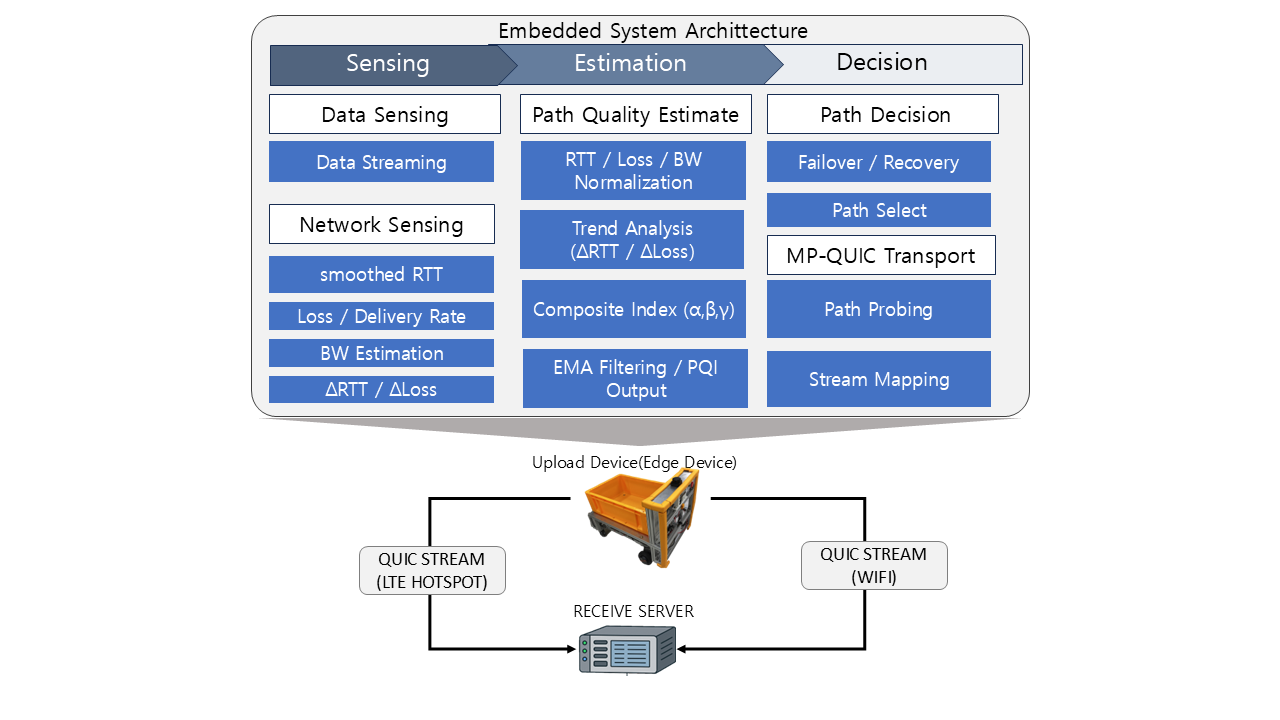 Embedded System Archittecture
Sensing
Estimation
Decision
Data Sensing
Data Streaming
Network Sensing
smoothed RTT
Loss / Delivery Rate
BW Estimation
ΔRTT / ΔLoss
Path Quality Estimate
RTT / Loss / BW
Normalization
Trend Analysis
(ΔRTT / ΔLoss)
Composite Index (α,β,γ)
EMA Filtering / PQI
Output
Path Decision
Failover / Recovery
Path Select
MP-QUIC Transport
Path Probing
Stream Mapping
Upload Device(Edge Device)
QUIC STREAM
(LTE HOTSPOT)
QUIC STREAM
(WIFI)
RECEIVE SERVER